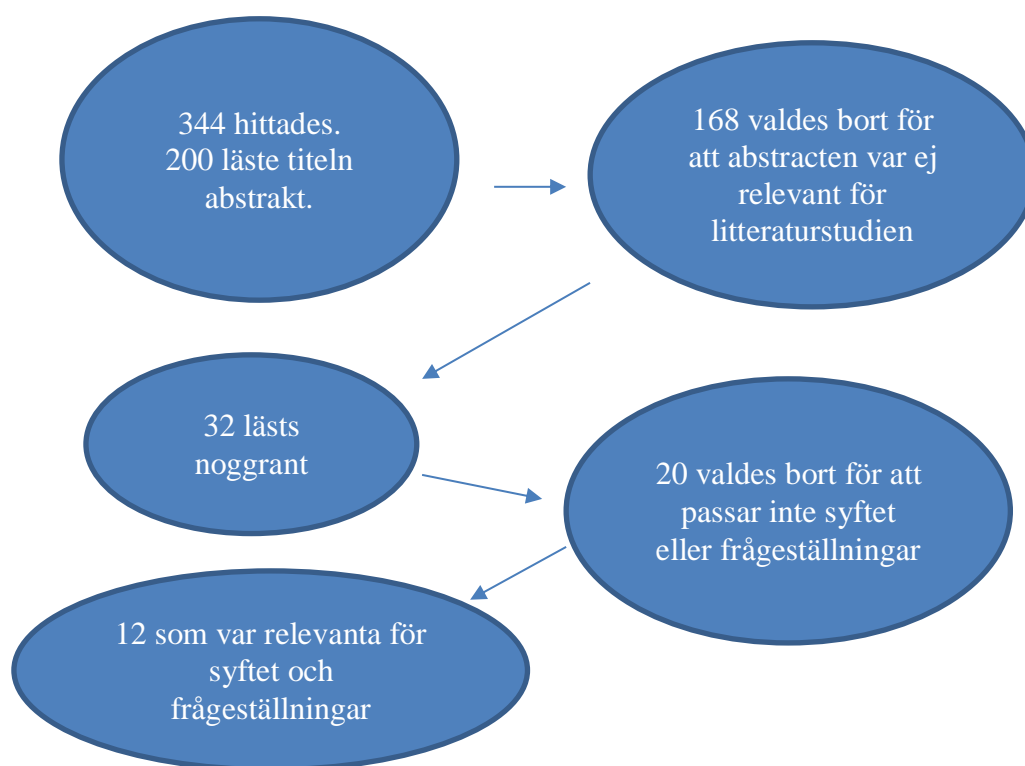 344 hittades.
200 läste titeln
abstrakt.
168 valdes bort för
att abstracten var ej
relevant för
litteraturstudien
32 lästs
noggrant
20 valdes bort för att
passar inte syftet
eller frågeställningar
12 som var relevanta för
syftet och
frågeställningar